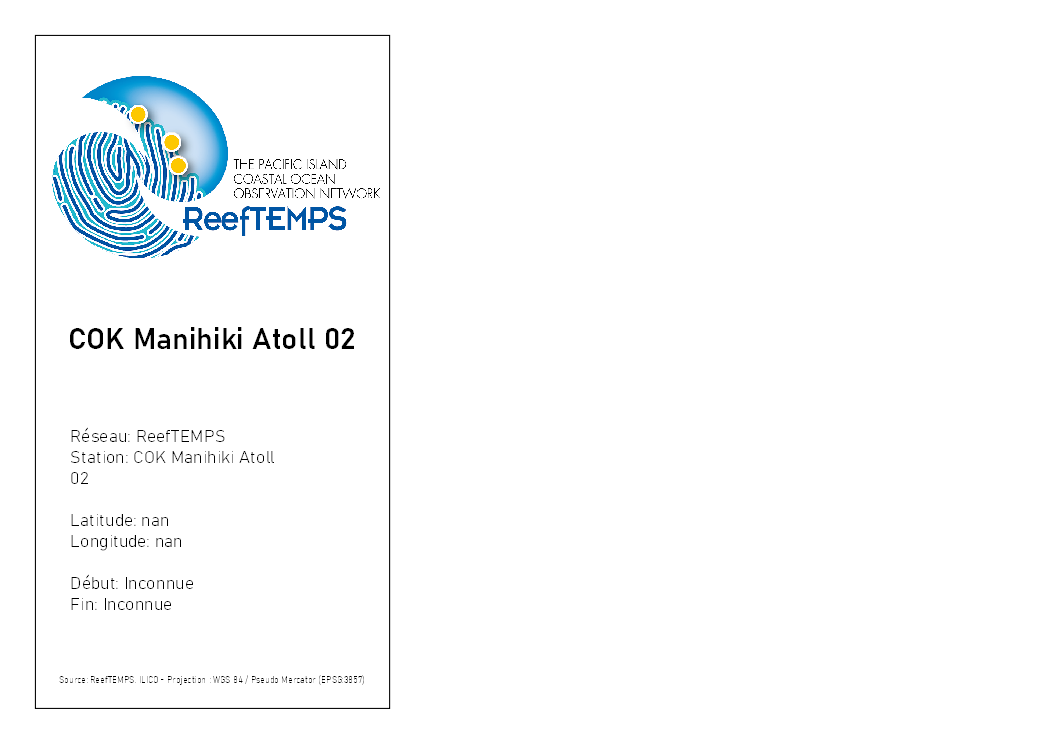 THE PACIFIC ISLAND
COASTAL OCEAN
OBSERVATION NETWORK
ReefTEMPS
COK Manihiki Atoll 02
Réseau: ReefTEMPS
Station: COK Manihiki Atoll
02
Latitude: nan
Longitude: nan
Début: Inconnue
Fin: Inconnue
Source: ReefTEMPS, ILICO - Projection : WGS 84 / Pseudo Mercator (EPSG:3857)